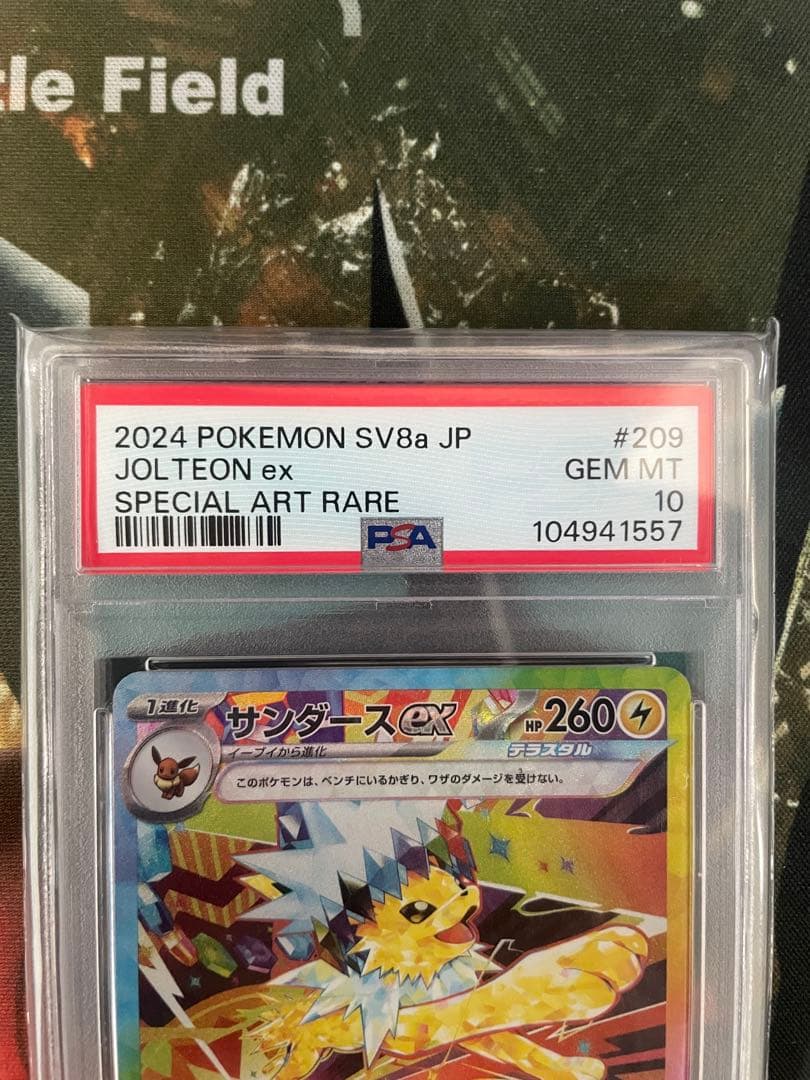 tle Field
2024 POKEMON SV8a JP #209
JOLTEON ex GEM MT
SPECIAL ART RARE 10
PSA 104941557
1進化 サンダースex HP260
イーブイから進化 テラスタル
このポケモンは、ベンチにいるかぎり、ワザのダメージを受けない。